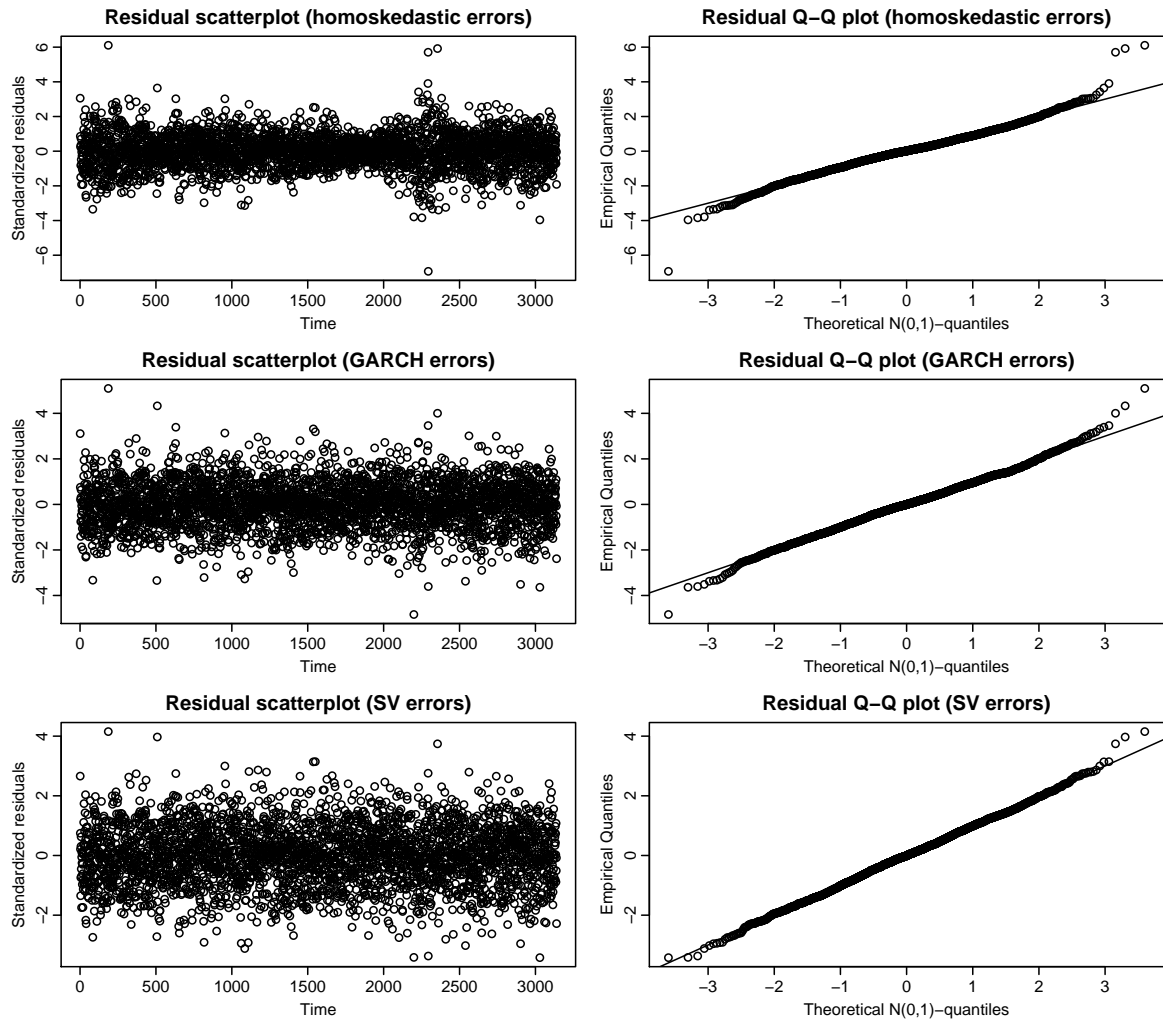 Residual scatterplot (homoskedastic errors)
Standardized residuals
6
4
2
0
−2
−4
−6
0 500 1000 1500 2000 2500 3000
Time
Residual Q−Q plot (homoskedastic errors)
Empirical Quantiles
6
4
2
0
−2
−4
−6
−3 −2 −1 0 1 2 3
Theoretical N(0,1)−quantiles
Residual scatterplot (GARCH errors)
Standardized residuals
4
2
0
−2
−4
0 500 1000 1500 2000 2500 3000
Time
Residual Q−Q plot (GARCH errors)
Empirical Quantiles
4
2
0
−2
−4
−3 −2 −1 0 1 2 3
Theoretical N(0,1)−quantiles
Residual scatterplot (SV errors)
Standardized residuals
4
2
0
−2
0 500 1000 1500 2000 2500 3000
Time
Residual Q−Q plot (SV errors)
Empirical Quantiles
4
2
0
−2
−3 −2 −1 0 1 2 3
Theoretical N(0,1)−quantiles